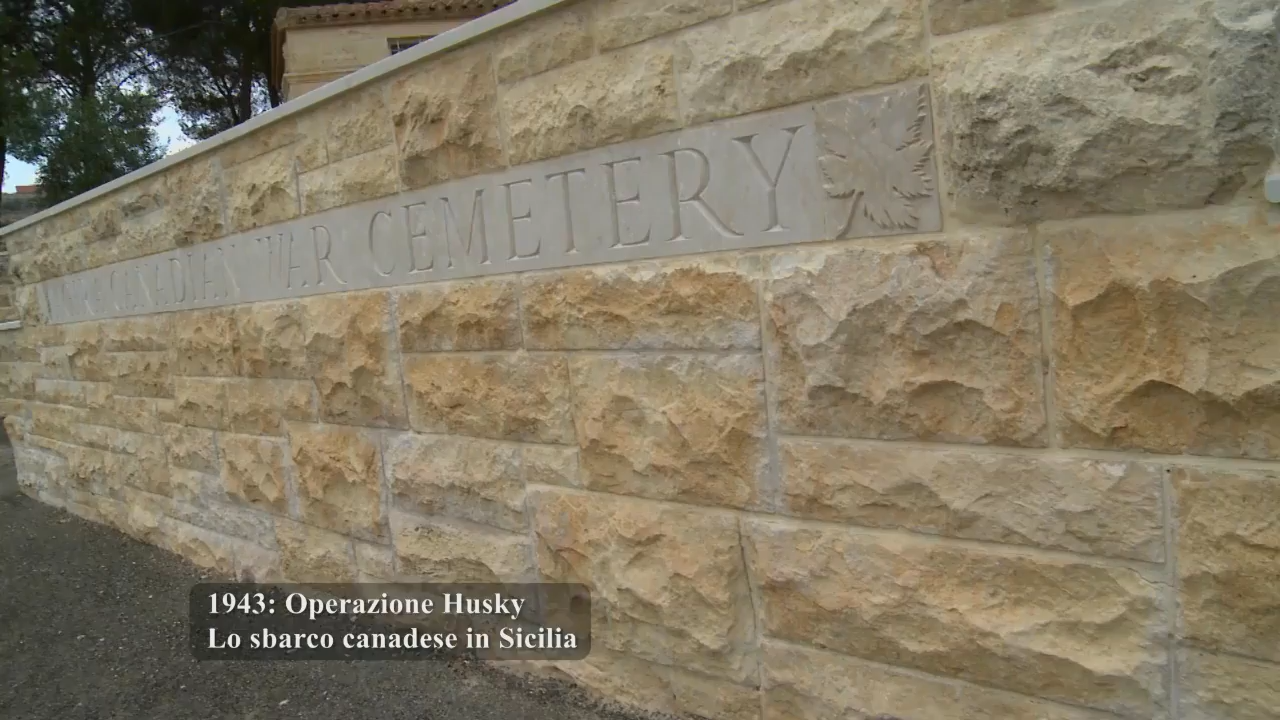 CANADIAN WAR CEMETERY
1943: Operazione Husky
Lo sbarco canadese in Sicilia